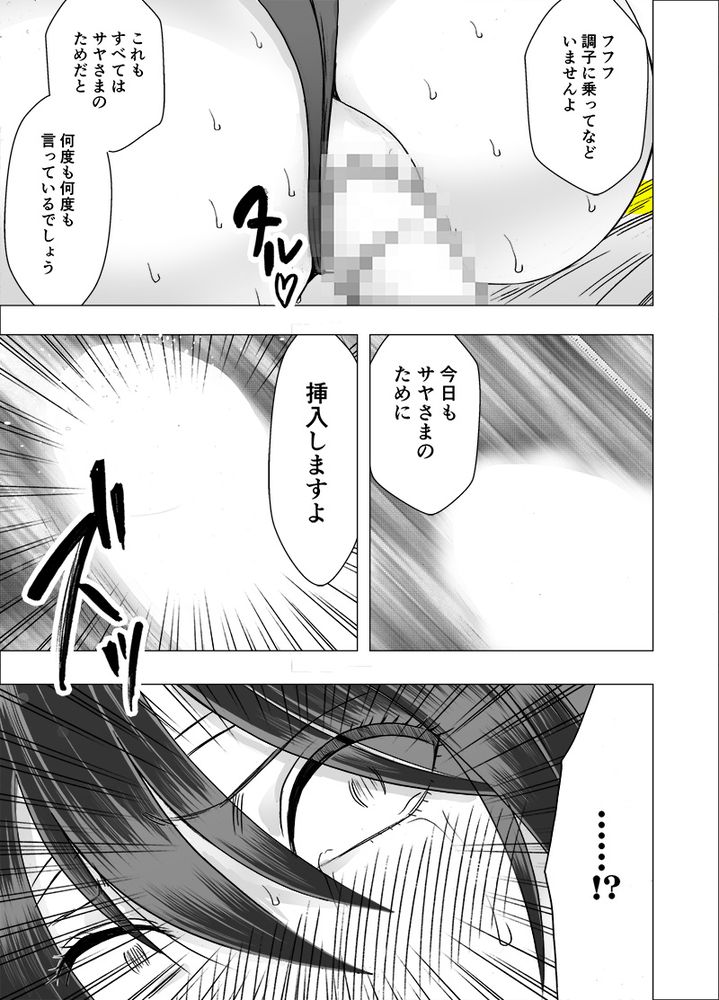 フフフ
調子に乗ってなど
いませんよ
これも
すべては
サヤさまの
ためだと
何度も何度も
言っているでしょう
ヌル♡
今日も
サヤさまの
ために
挿入しますよ
ズッ
………!?